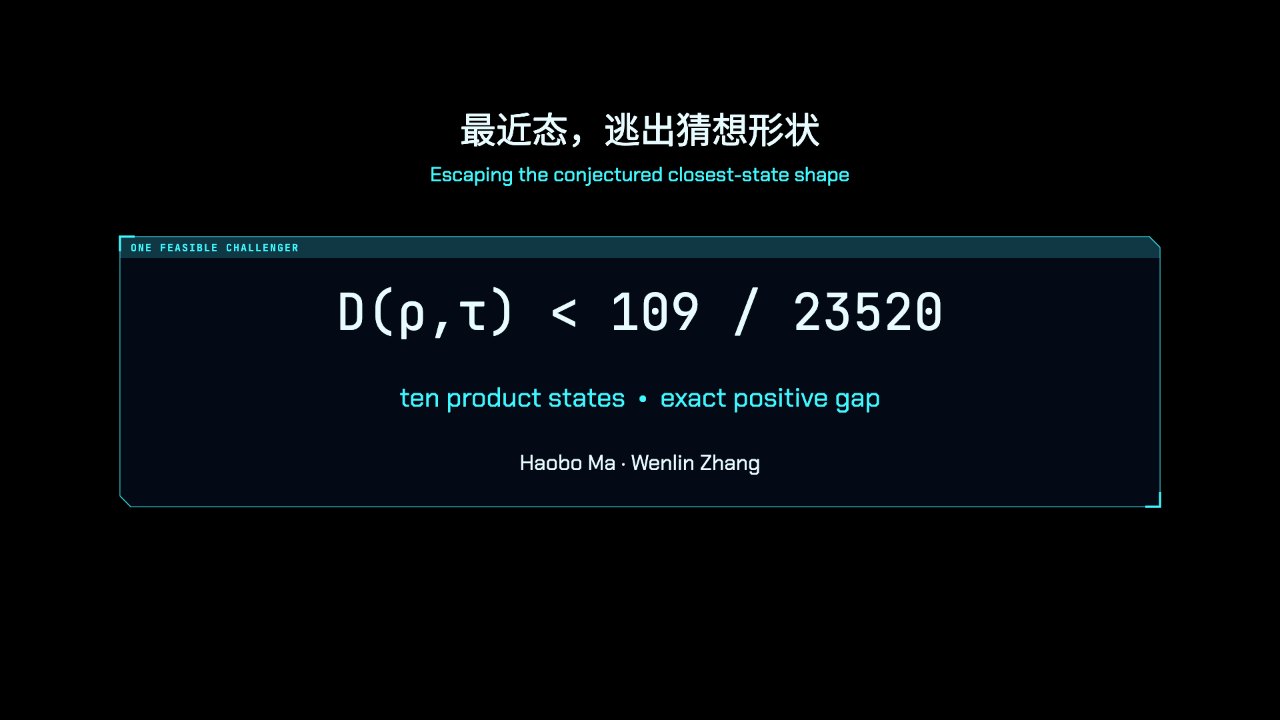 最近态，逃出猜想形状
Escaping the conjectured closest-state shape
ONE FEASIBLE CHALLENGER
D(ρ,τ) < 109 / 23520
ten product states • exact positive gap
Haobo Ma · Wenlin Zhang